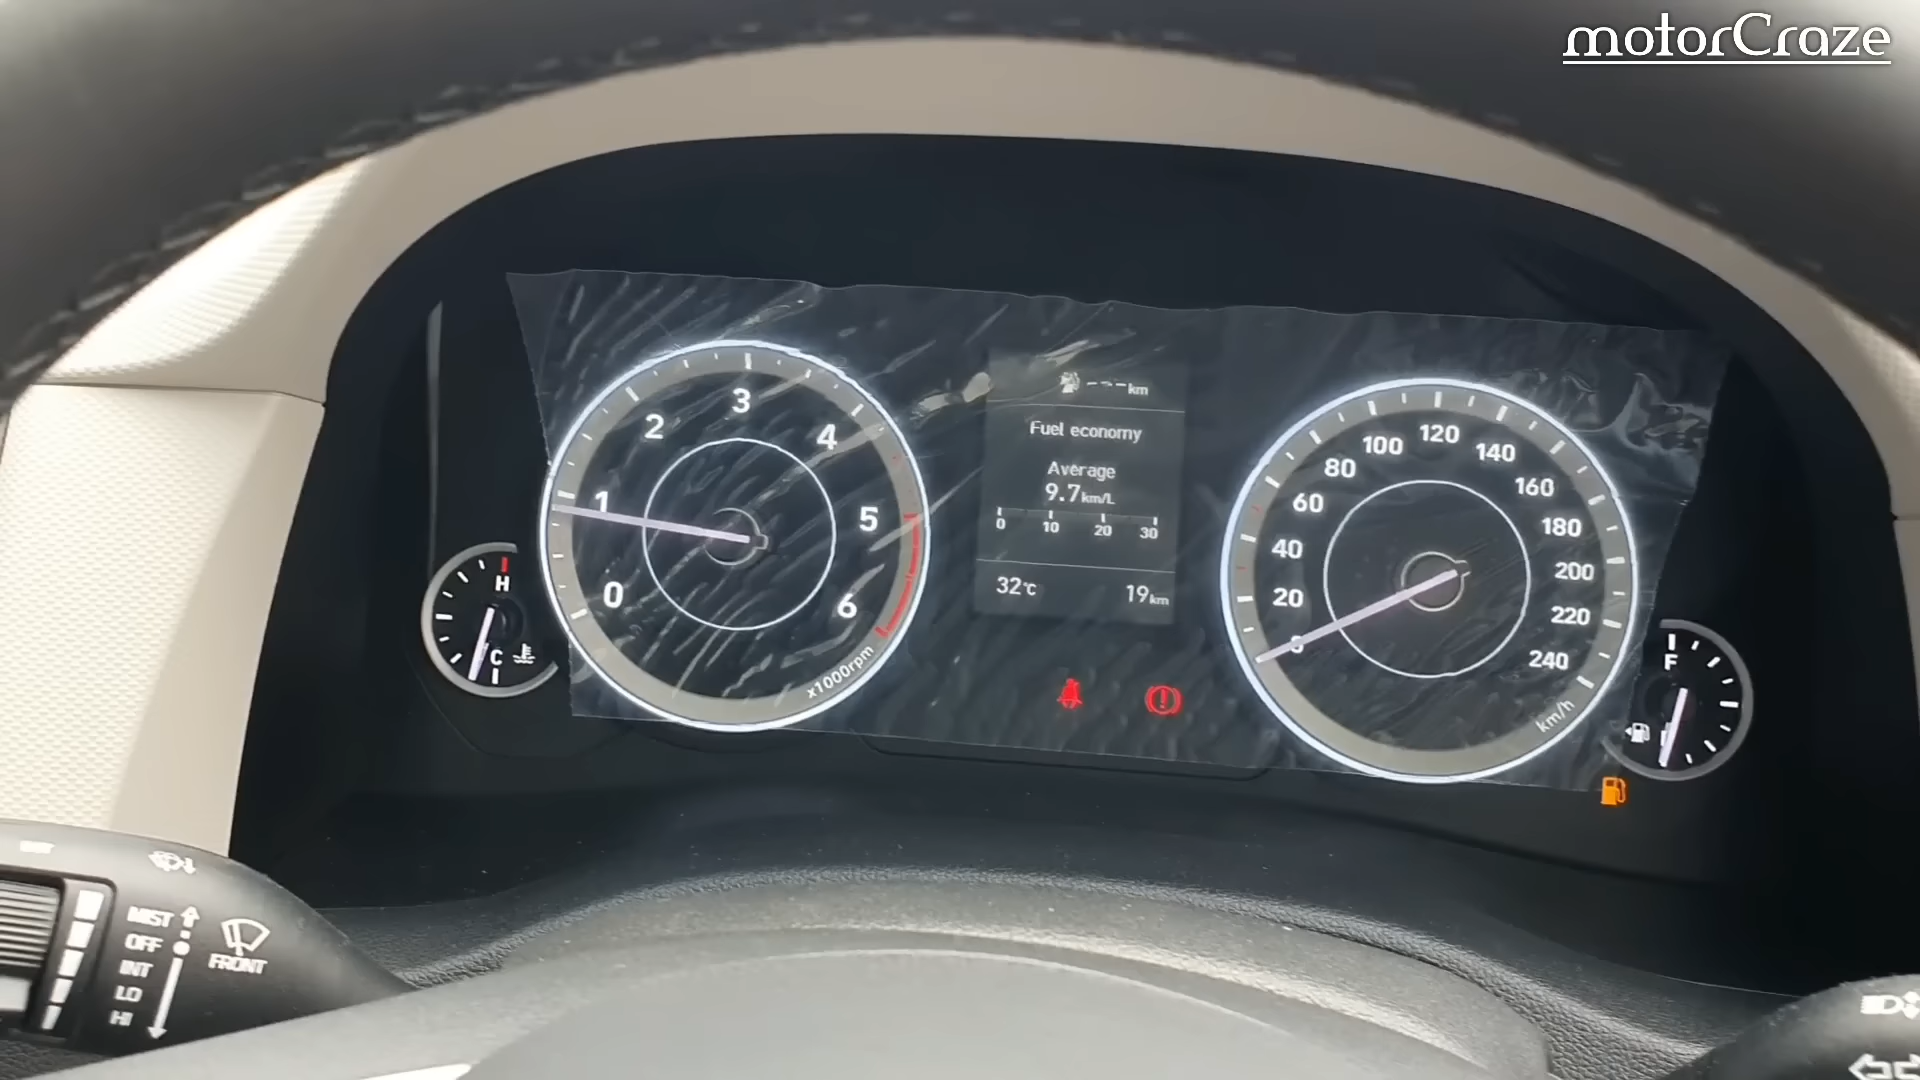 motorCraze
---km
Fuel economy
Average
9.7km/L
0 10 20 30
32°C 19km
0 1 2 3 4 5 6
x1000rpm
H
C
20 40 60 80 100 120 140 160 180 200 220 240
km/h
F
MIST
OFF
INT
LO
HI
FRONT